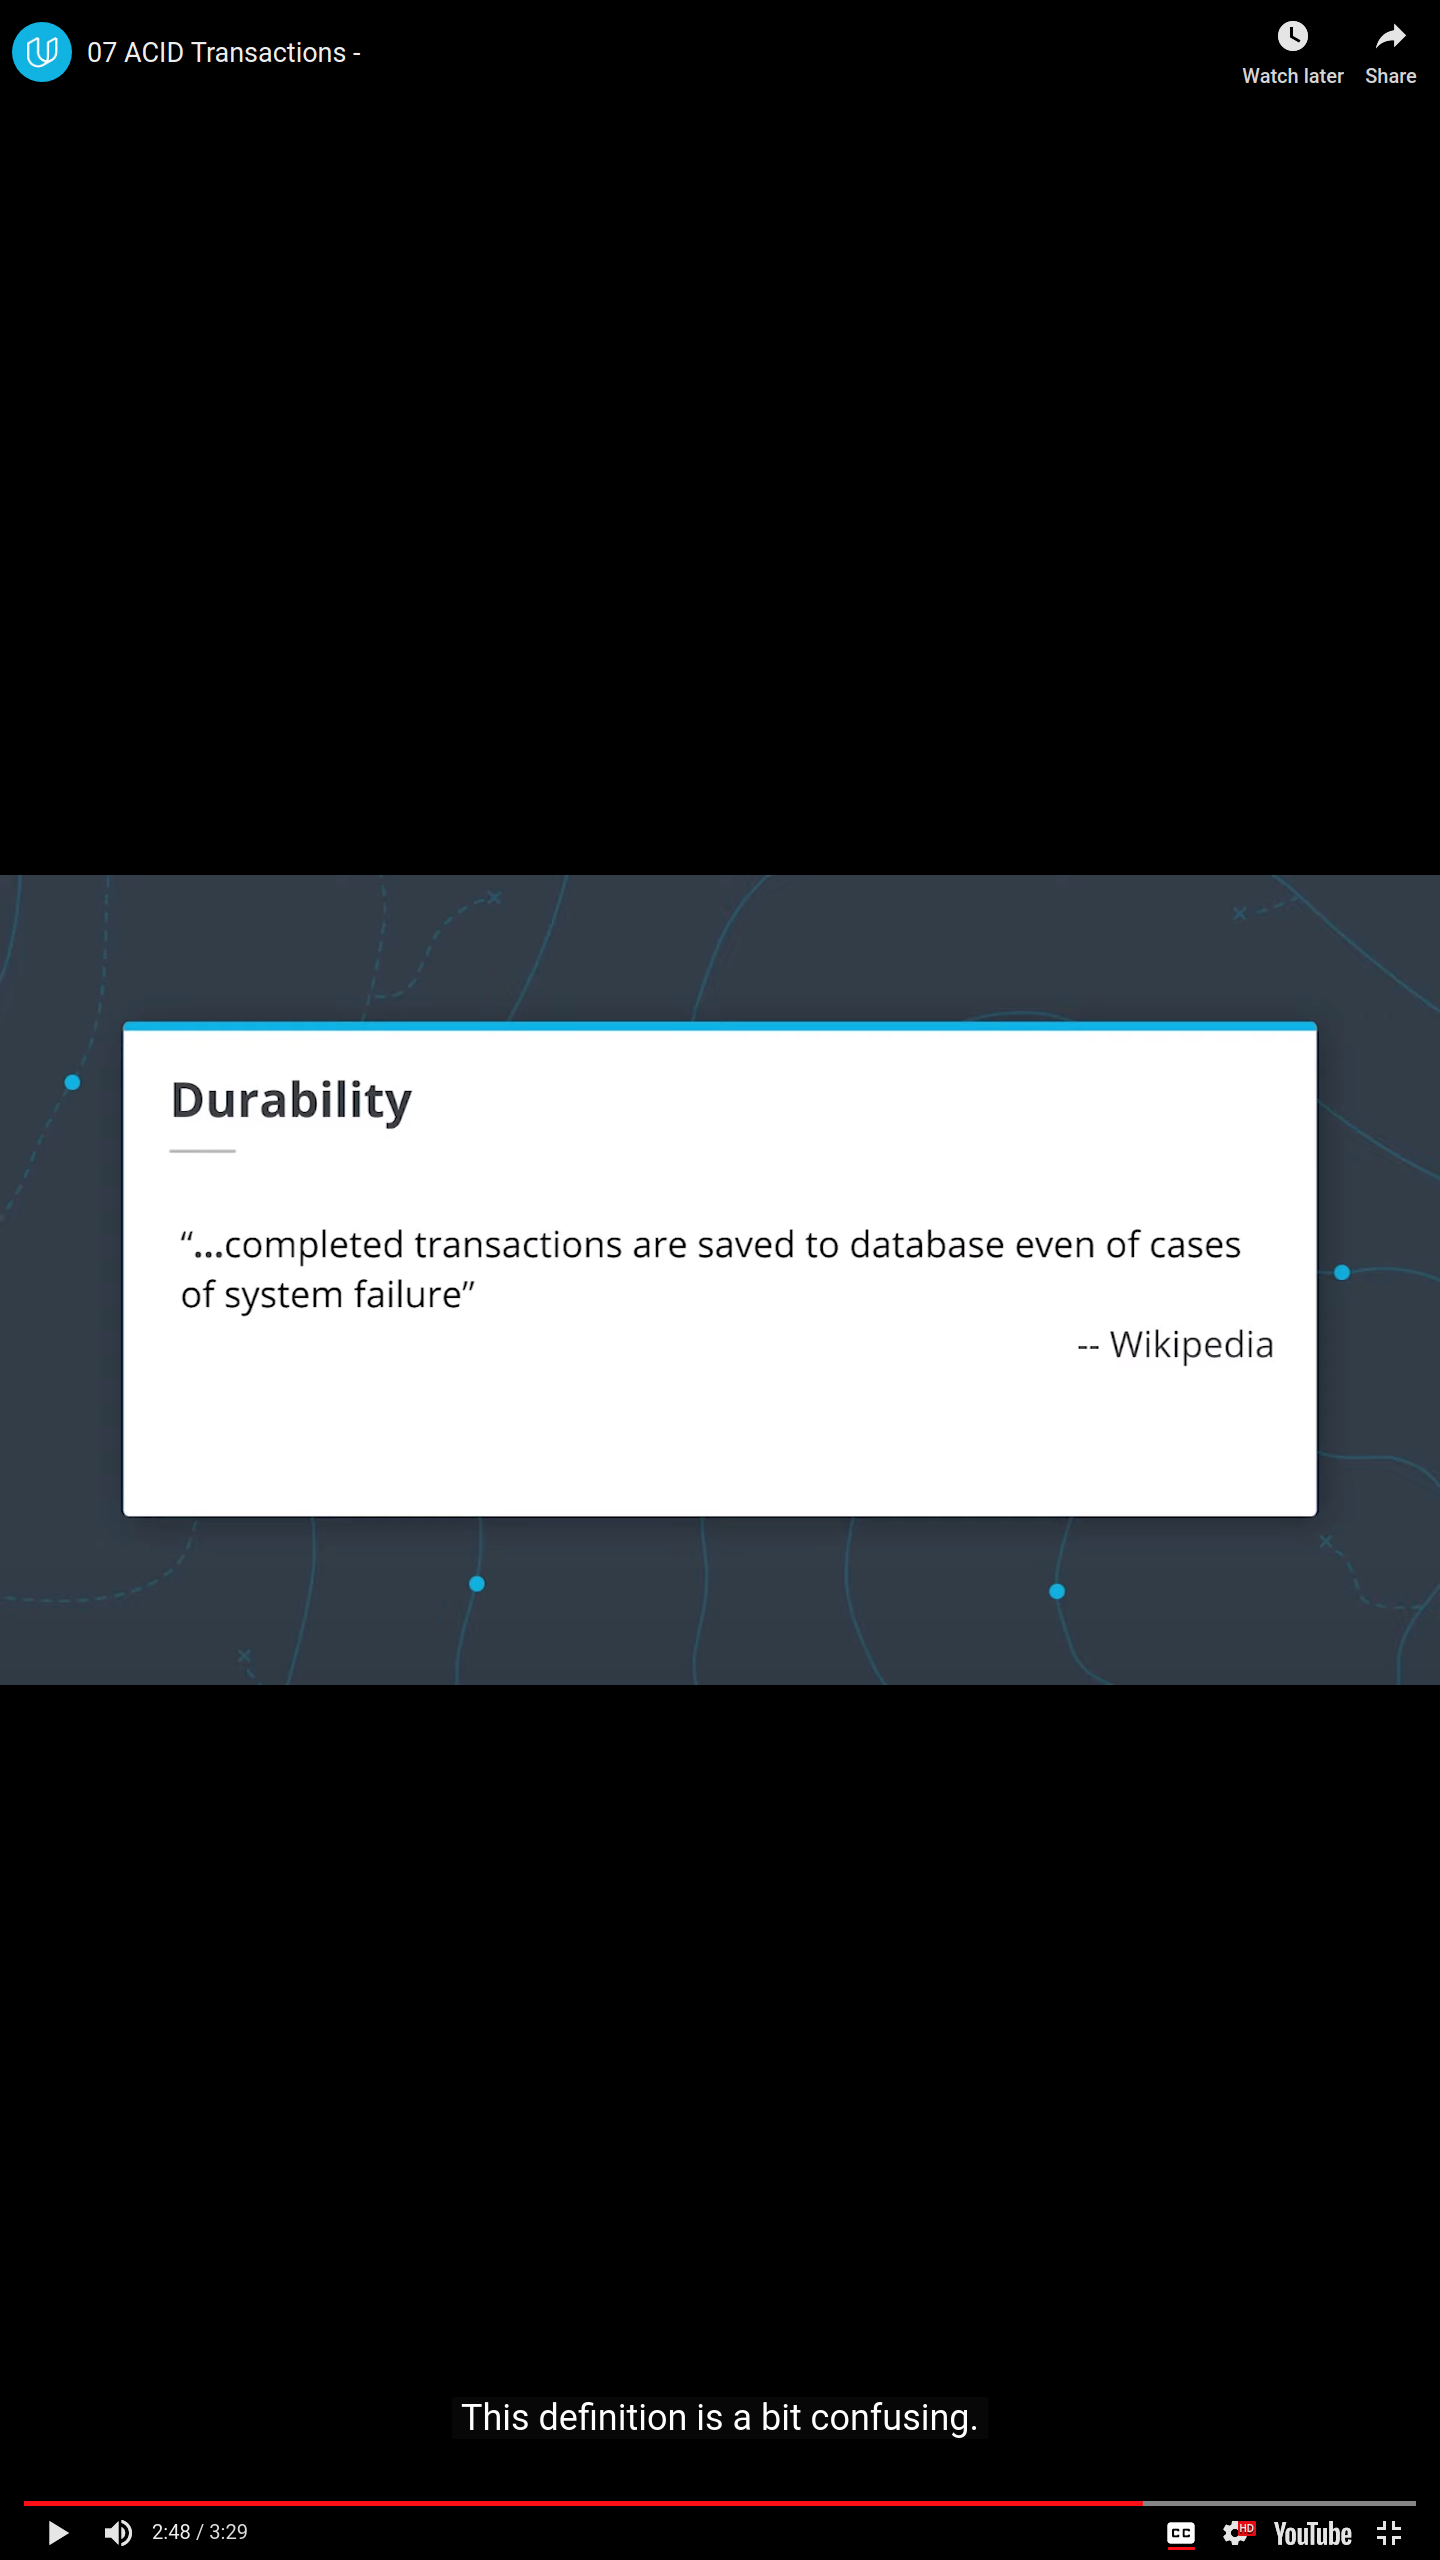 07 ACID Transactions -
Watch later
Share
Durability
“...completed transactions are saved to database even of cases
of system failure”
-- Wikipedia
This definition is a bit confusing.
2:48 / 3:29
CC
HD
YouTube